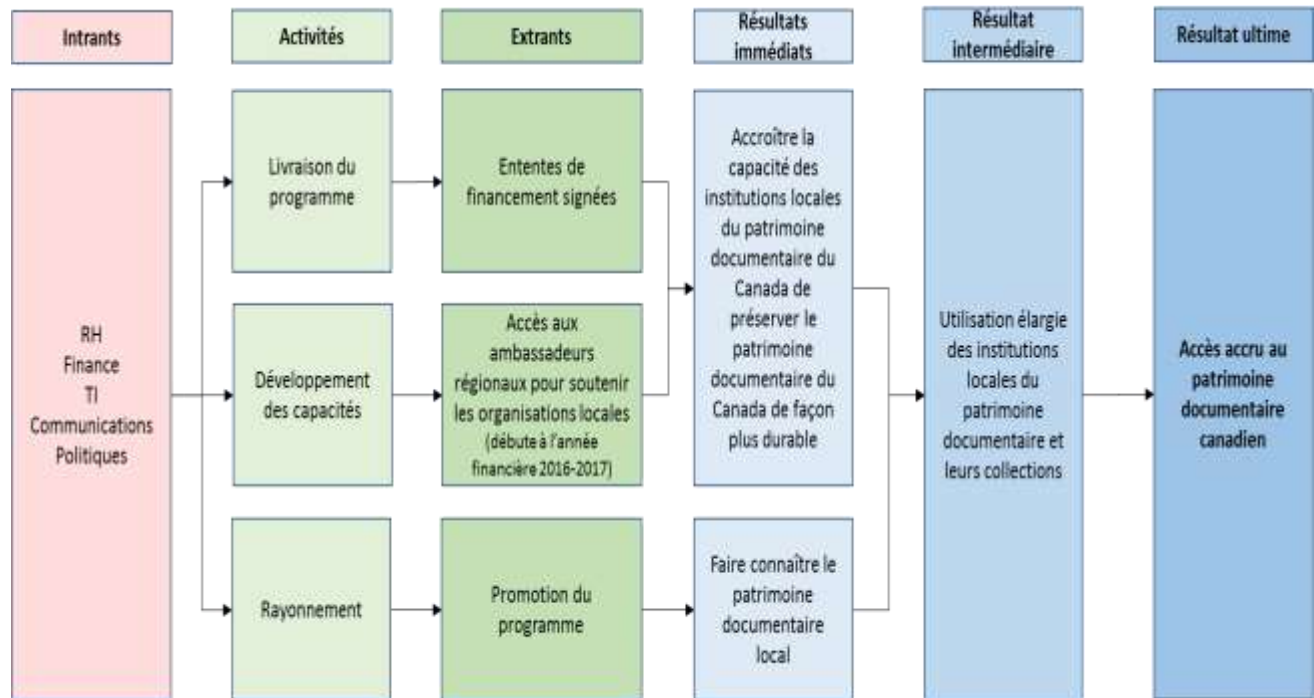 Intrants
Activités
Extrants
Résultats
immédiats
Résultat
intermédiaire
Résultat ultime
RH
Finance
TI
Communications
Politiques
Livraison du
programme
Ententes de
financement signées
Développement
des capacités
Accès aux
ambassadeurs
régionaux pour soutenir
les organisations locales
(débute à l'année
financière 2016-2017)
Rayonnement
Promotion du
programme
Accroître la
capacité des
institutions locales
du patrimoine
documentaire du
Canada de
préserver le
patrimoine
documentaire du
Canada de façon
plus durable
Faire connaître le
patrimoine
documentaire
local
Utilisation élargie
des institutions
locales du
patrimoine
documentaire et
leurs collections
Accès accru au
patrimoine
documentaire
canadien